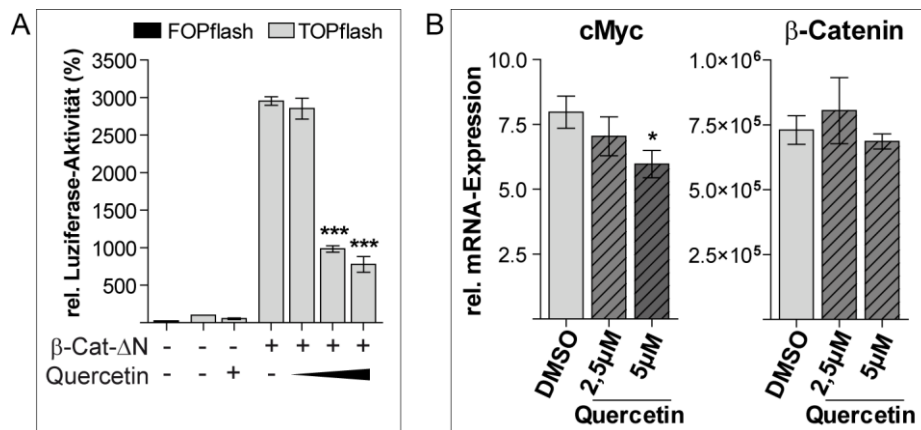 A
FOPflash TOPflash
rel. Luziferase-Aktivität (%)
3500
3000
2500
2000
1500
1000
500
*** ***
β-Cat-ΔN - - - + + + +
Quercetin - - + -
B
cMyc
rel. mRNA-Expression
10.0
7.5
5.0
2.5
*
DMSO 2,5µM 5µM
Quercetin
β-Catenin
1.0×10⁶
7.5×10⁵
5.0×10⁵
2.5×10⁵
DMSO 2,5µM 5µM
Quercetin